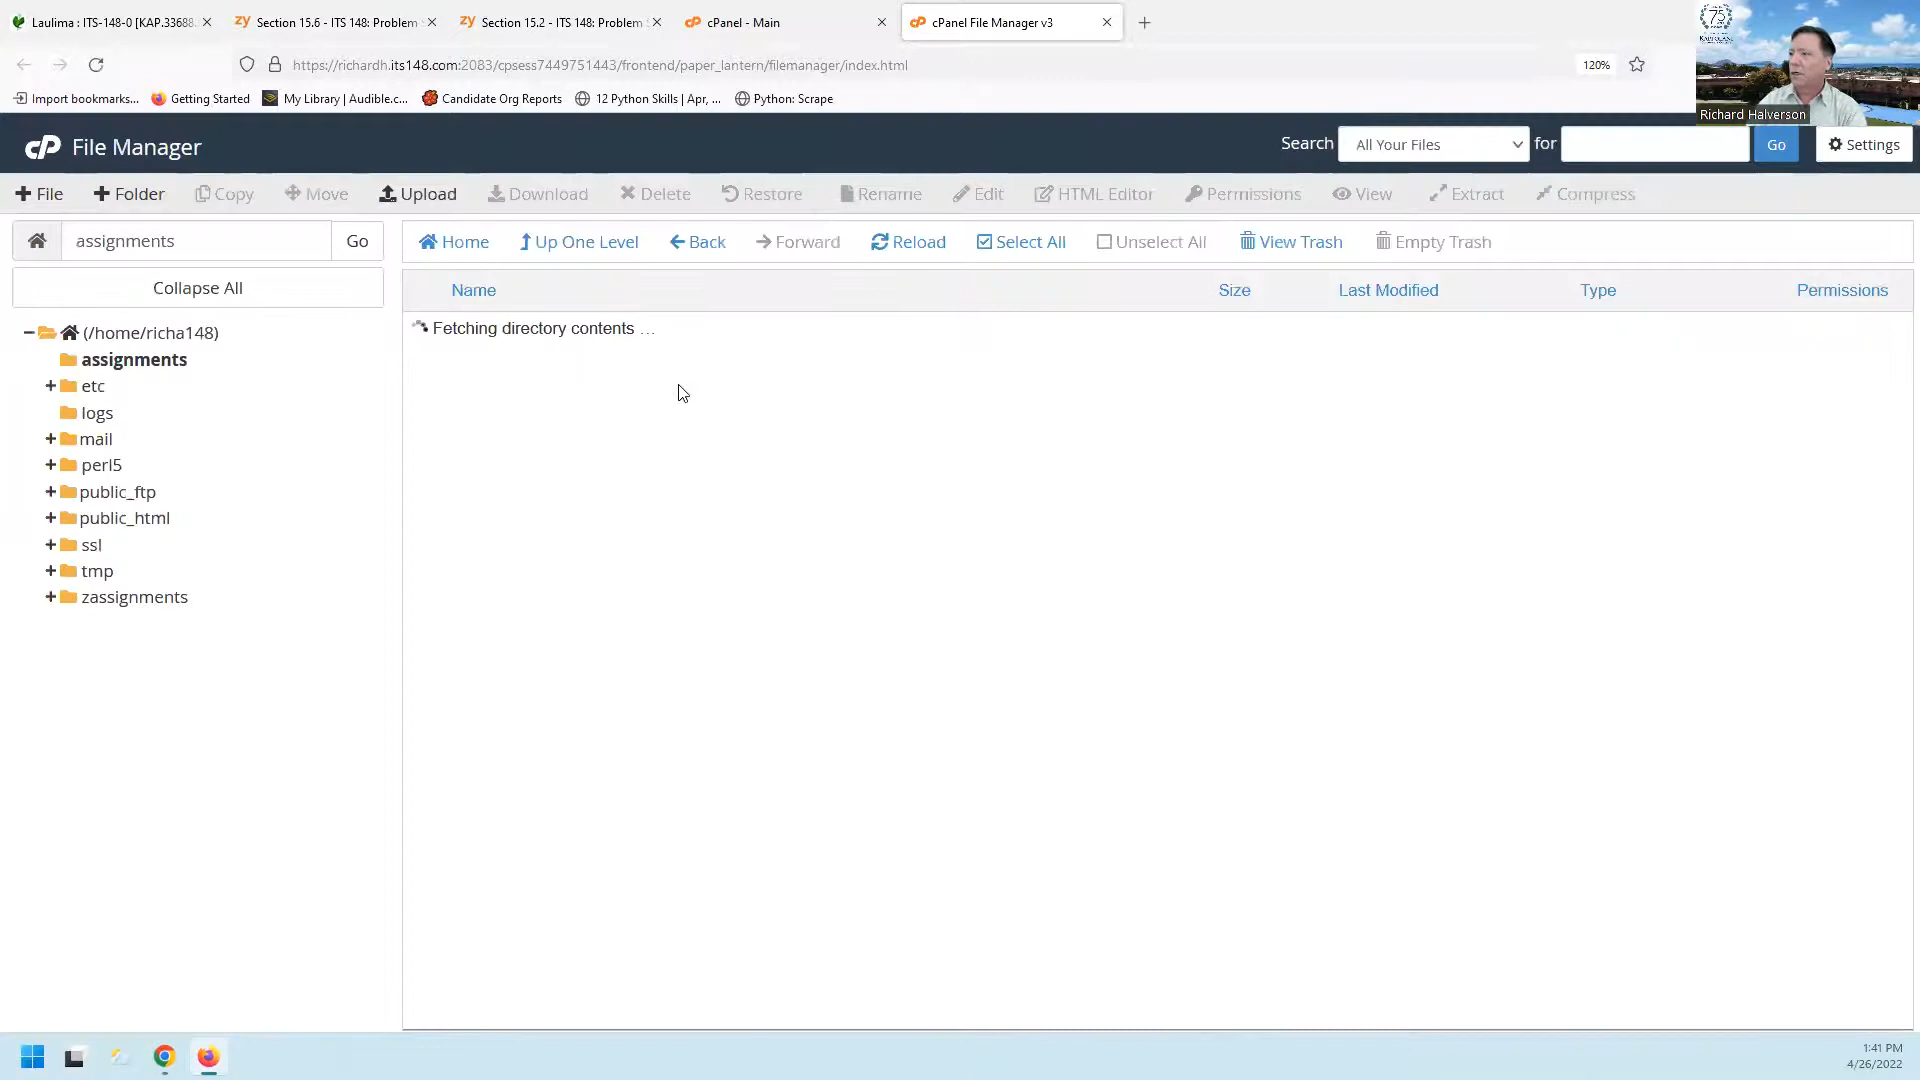 Laulima : ITS-148-0 [KAP.33688.
Section 15.6 - ITS 148: Problem
Section 15.2 - ITS 148: Problem
cPanel - Main
cPanel File Manager v3
https://richardh.its148.com:2083/cpsess7449751443/frontend/paper_lantern/filemanager/index.html
120%
Import bookmarks...
Getting Started
My Library | Audible.c...
Candidate Org Reports
12 Python Skills | Apr, ...
Python: Scrape
75
Richard Halverson
cP File Manager
Search
All Your Files
for
Go
Settings
File
Folder
Copy
Move
Upload
Download
Delete
Restore
Rename
Edit
HTML Editor
Permissions
View
Extract
Compress
assignments
Go
Home
Up One Level
Back
Forward
Reload
Select All
Unselect All
View Trash
Empty Trash
Collapse All
Name
Size
Last Modified
Type
Permissions
Fetching directory contents ...
(/home/richa148)
assignments
etc
logs
mail
perl5
public_ftp
public_html
ssl
tmp
zassignments
1:41 PM
4/26/2022